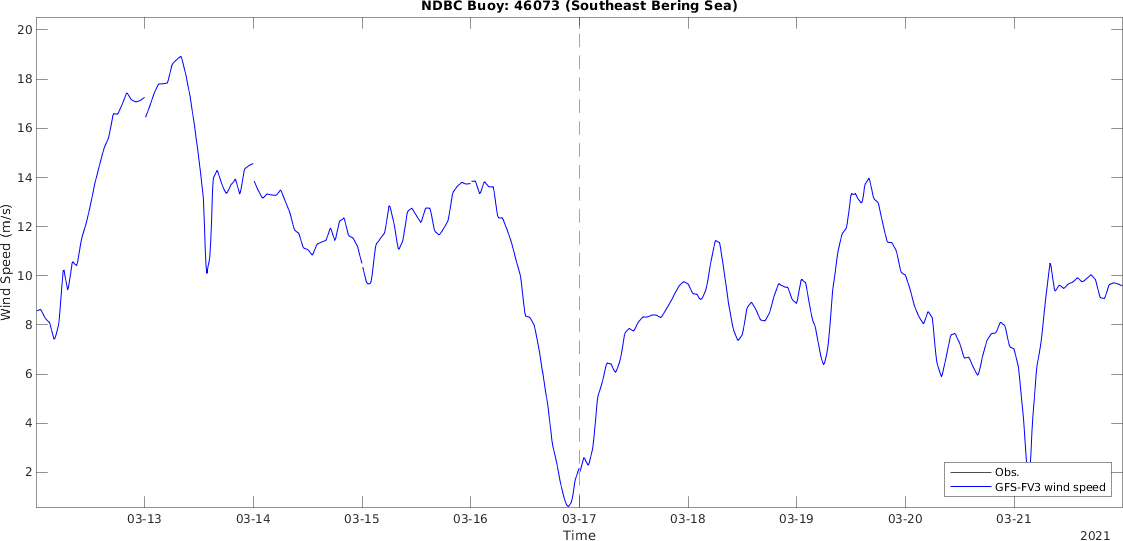 NDBC Buoy: 46073 (Southeast Bering Sea)
20
18
16
14
12
10
8
6
4
2
Wind Speed (m/s)
Obs.
GFS-FV3 wind speed
03-13 03-14 03-15 03-16 03-17 03-18 03-19 03-20 03-21
Time
2021